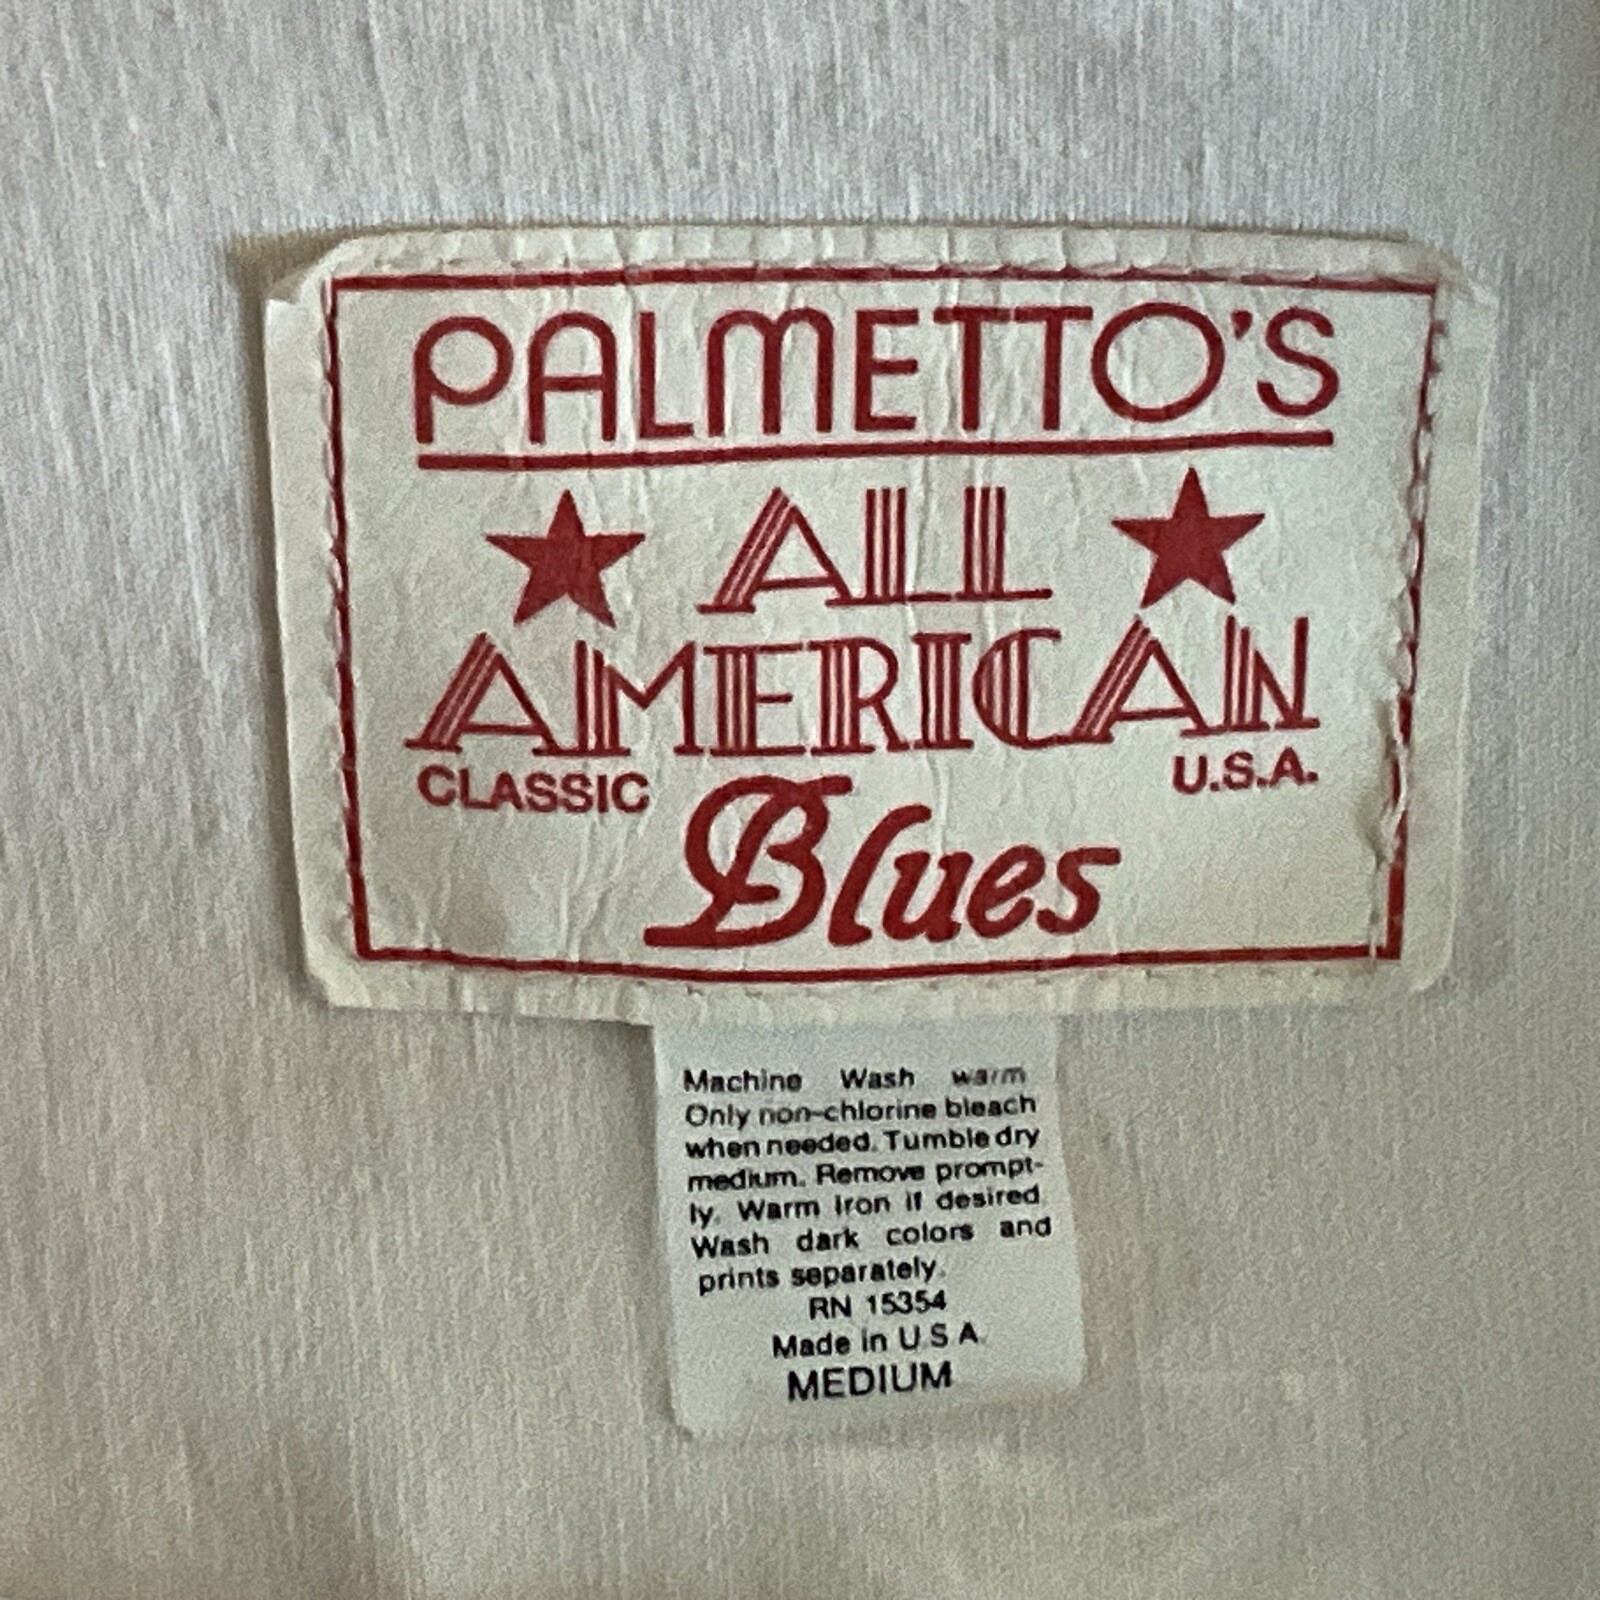 PALMETTO'S
ALL
AMERICAN
CLASSIC U.S.A.
Blues
Machine Wash warm
Only non-chlorine bleach
when needed. Tumble dry
medium. Remove prompt-
ly. Warm Iron if desired
Wash dark colors and
prints separately.
RN 15354
Made in U.S.A.
MEDIUM